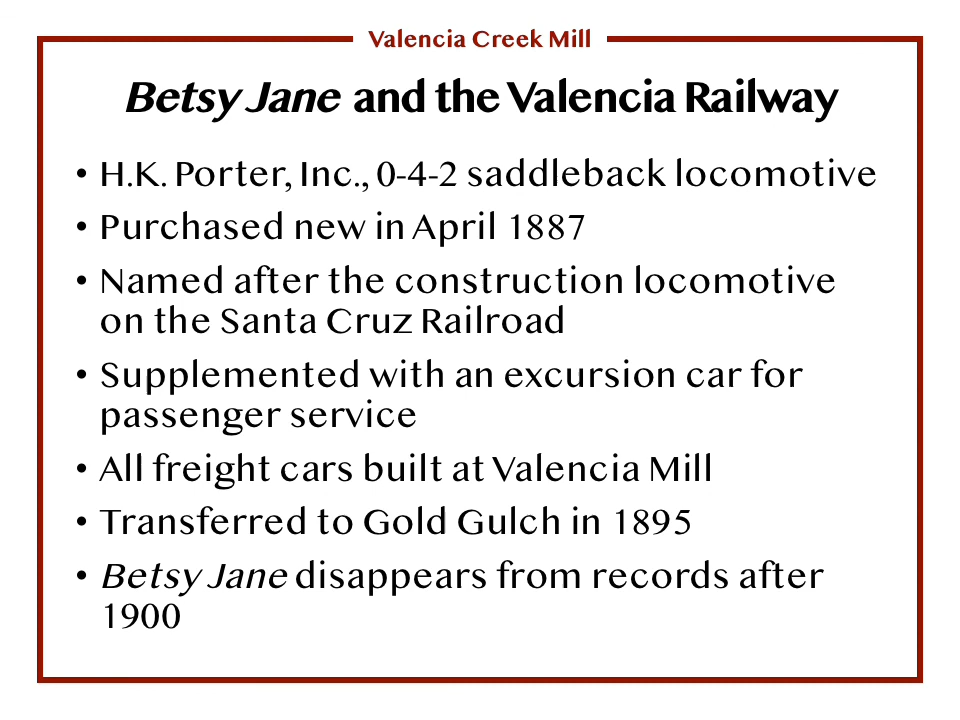 Valencia Creek Mill
Betsy Jane and the Valencia Railway
• H.K. Porter, Inc., 0-4-2 saddleback locomotive
• Purchased new in April 1887
• Named after the construction locomotive
on the Santa Cruz Railroad
• Supplemented with an excursion car for
passenger service
• All freight cars built at Valencia Mill
• Transferred to Gold Gulch in 1895
• Betsy Jane disappears from records after
1900